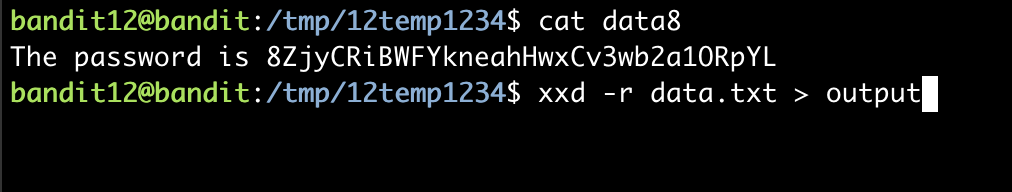 bandit12@bandit:/tmp/12temp1234$ cat data8
The password is 8ZjyCRiBWFYkneahHwxCv3wb2a1ORpYL
bandit12@bandit:/tmp/12temp1234$ xxd -r data.txt > output